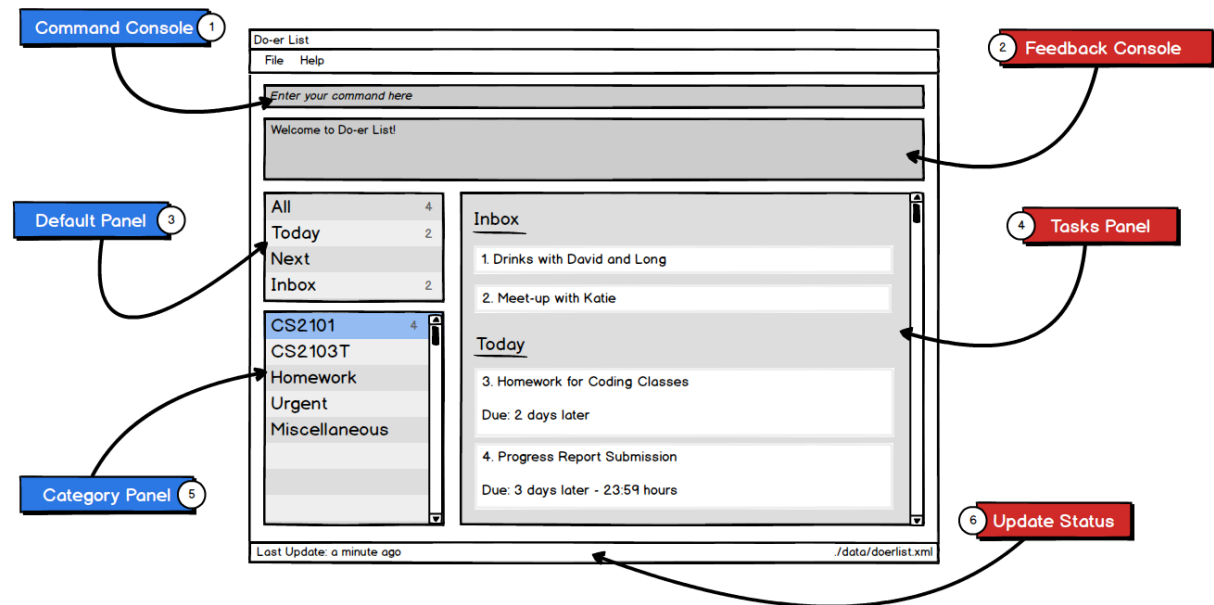 Command Console 1
2 Feedback Console
Do-er List
File Help
Enter your command here
Welcome to Do-er List!
Default Panel 3
All 4
Today 2
Next
Inbox 2
CS2101 4
CS2103T
Homework
Urgent
Miscellaneous
Category Panel 5
Inbox
1. Drinks with David and Long
2. Meet-up with Katie
Today
3. Homework for Coding Classes
Due: 2 days later
4. Progress Report Submission
Due: 3 days later - 23:59 hours
4 Tasks Panel
6 Update Status
Last Update: a minute ago
./data/doerlist.xml